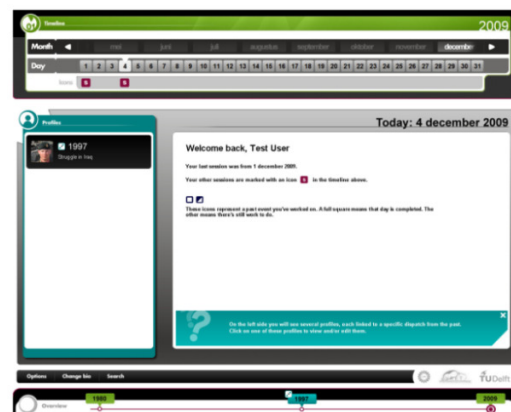 01 Timeline
2009
Month mei juni juli augustus september oktober november december
Day 1 2 3 4 5 6 7 8 9 10 11 12 13 14 15 16 17 18 19 20 21 22 23 24 25 26 27 28 29 30 31
Icons S S
Profiles
Today: 4 december 2009
1997
Struggle in Iraq
Welcome back, Test User
Your last session was from 1 december 2009.
Your other sessions are marked with an icon S in the timeline above.
These icons represent a past event you've worked on. A full square means that day is completed. The
other means there's still work to do.
?
On the left side you will see several profiles, each linked to a specific dispatch from the past.
Click on one of these profiles to view and/or edit them.
Options Change bio Search
TUDelft
Overview 1980 1997 2009